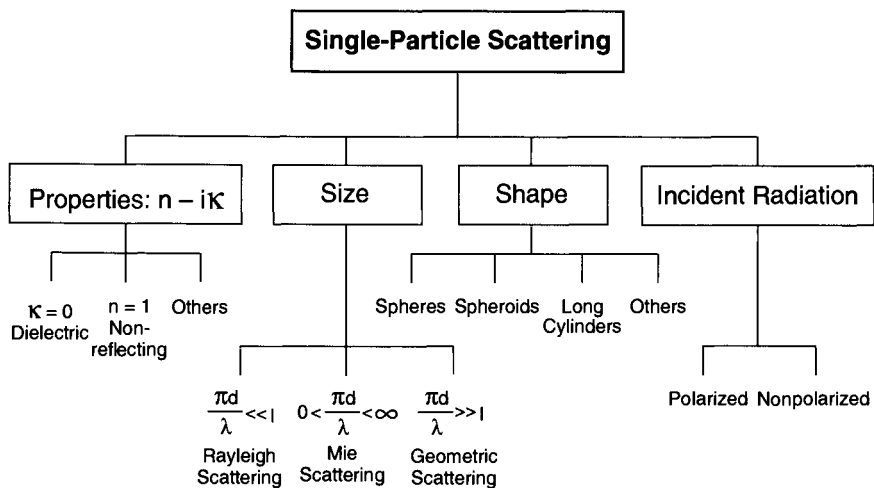 Single-Particle Scattering
Properties: n – iκ
Size
Shape
Incident Radiation
κ = 0
Dielectric
n = 1
Non-
reflecting
Others
Spheres
Spheroids
Long
Cylinders
Others
πd/λ <<1
Rayleigh
Scattering
0 < πd/λ < ∞
Mie
Scattering
πd/λ >>1
Geometric
Scattering
Polarized
Nonpolarized